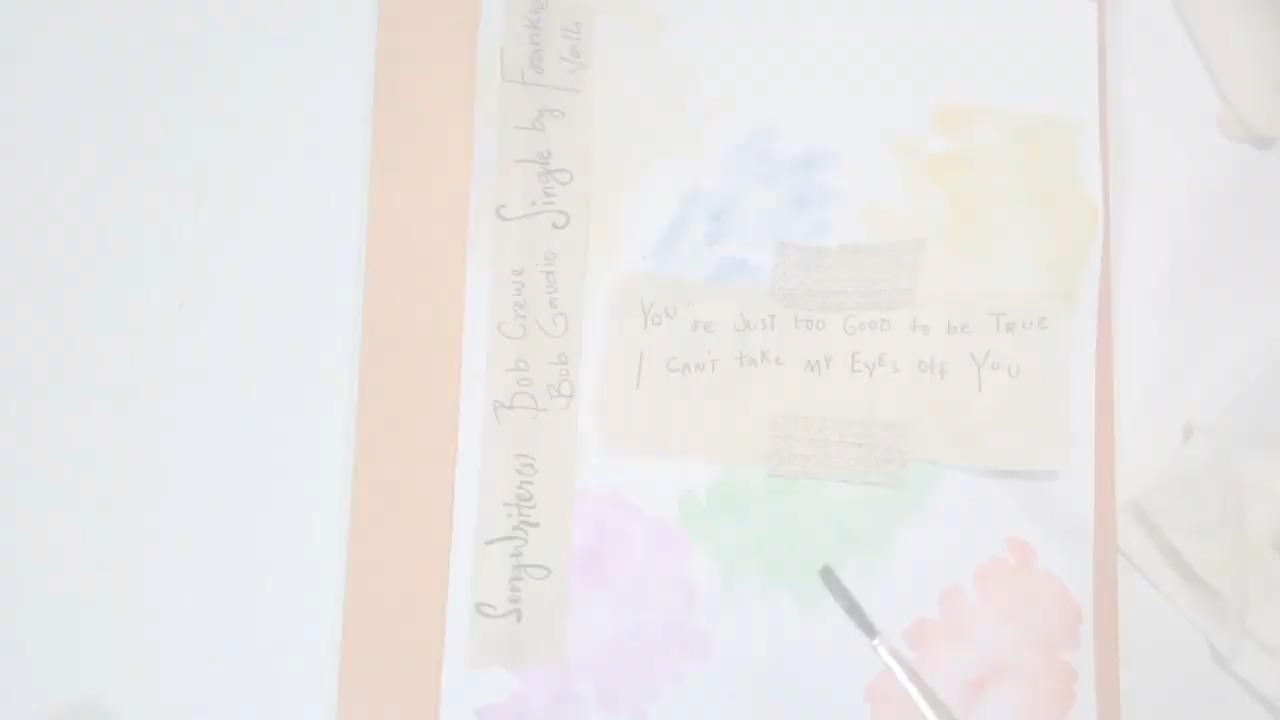 You're Just too Good to be True
I can't take my Eyes off You
Songwriter(s) Bob Crewe
Bob Gaudio Single by Frankie
Valli